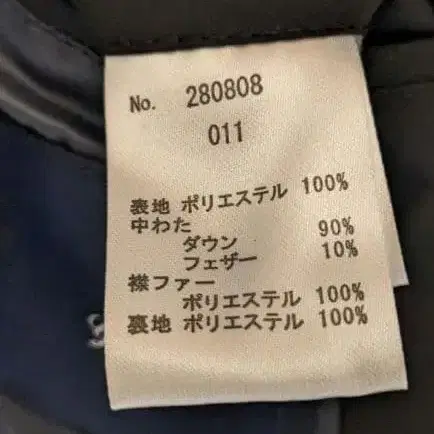 No. 280808
011
表地 ポリエステル 100%
中わた
ダウン 90%
フェザー 10%
襟ファー
ポリエステル 100%
裏地 ポリエステル 100%